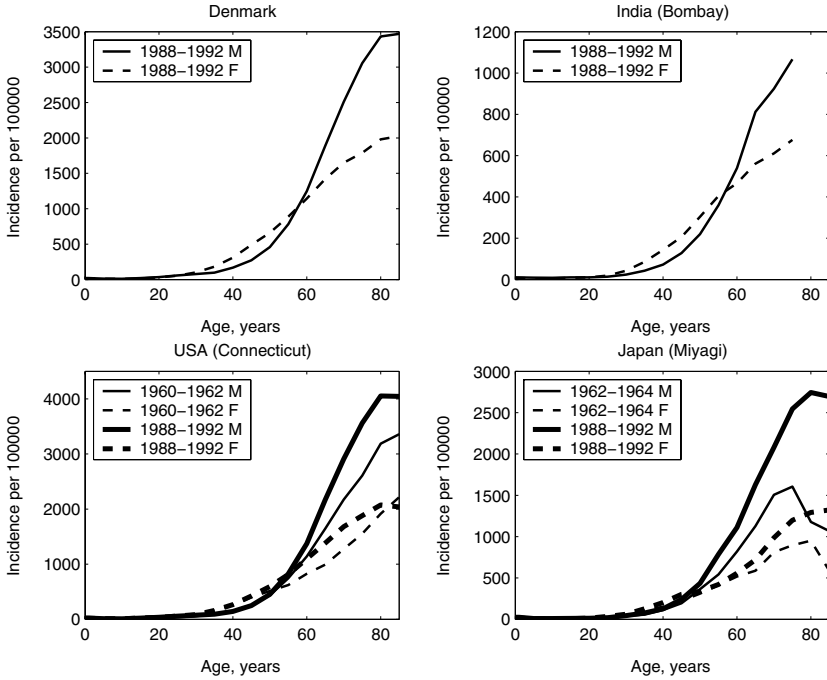 Denmark
3500
3000
2500
2000
1500
1000
500
0
Incidence per 100000
1988−1992 M
1988−1992 F
0 20 40 60 80
Age, years
India (Bombay)
1200
1000
800
600
400
200
0
Incidence per 100000
1988−1992 M
1988−1992 F
0 20 40 60 80
Age, years
USA (Connecticut)
4000
3000
2000
1000
0
Incidence per 100000
1960−1962 M
1960−1962 F
1988−1992 M
1988−1992 F
0 20 40 60 80
Age, years
Japan (Miyagi)
3000
2500
2000
1500
1000
500
0
Incidence per 100000
1962−1964 M
1962−1964 F
1988−1992 M
1988−1992 F
0 20 40 60 80
Age, years